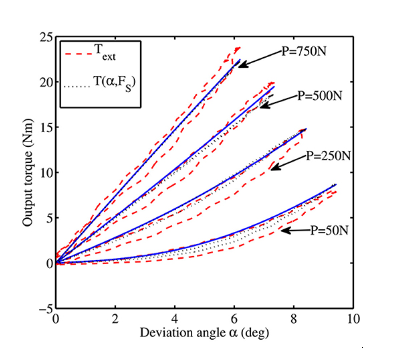 25
20
15
10
5
0
−5
0 2 4 6 8 10
Output torque (Nm)
Deviation angle α (deg)
T_ext
T(α,F_S)
P=750N
P=500N
P=250N
P=50N